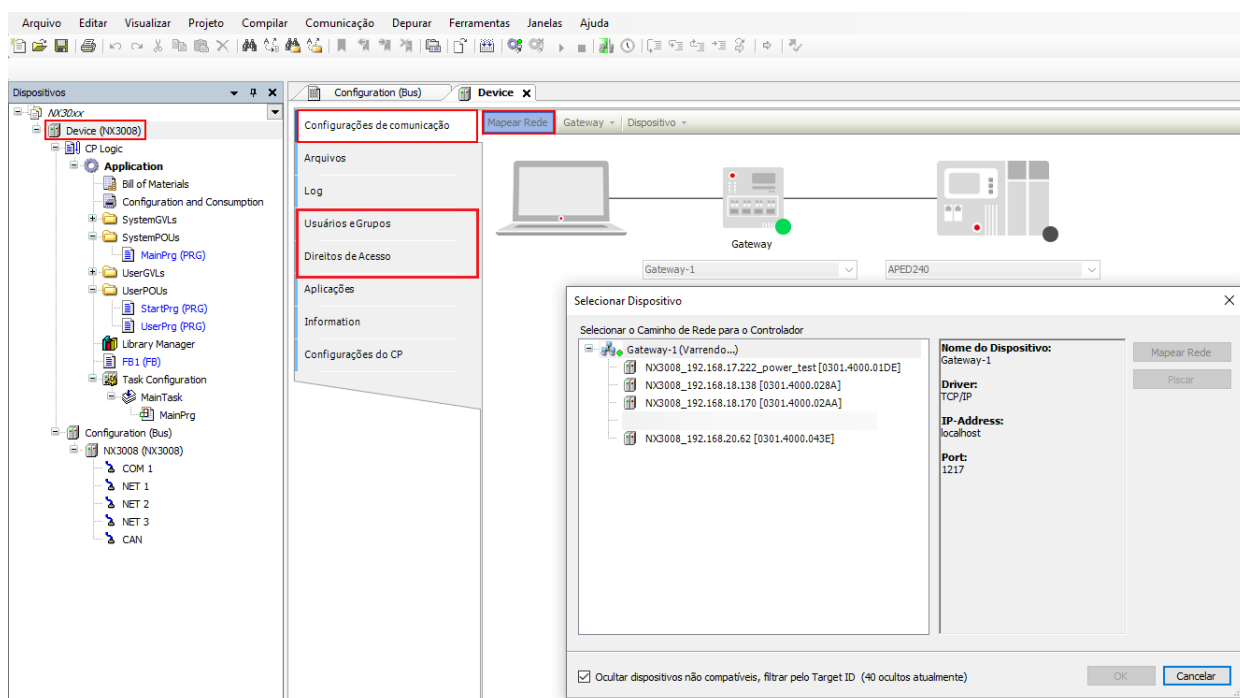 Arquivo Editar Visualizar Projeto Compilar Comunicação Depurar Ferramentas Janelas Ajuda
Dispositivos
NX30xx
Device (NX3008)
CP Logic
Application
Bill of Materials
Configuration and Consumption
SystemGVLs
SystemPOUs
MainPrg (PRG)
UserGVLs
UserPOUs
StartPrg (PRG)
UserPrg (PRG)
Library Manager
FB1 (FB)
Task Configuration
MainTask
MainPrg
Configuration (Bus)
NX3008 (NX3008)
COM 1
NET 1
NET 2
NET 3
CAN
Configuration (Bus)
Device
Configurações de comunicação
Arquivos
Log
Usuários e Grupos
Direitos de Acesso
Aplicações
Information
Configurações do CP
Mapear Rede Gateway Dispositivo
Gateway
Gateway-1
APED240
Selecionar Dispositivo
Selecionar o Caminho de Rede para o Controlador
Gateway-1 (Varrendo...)
NX3008_192.168.17.222_power_test [0301.4000.01DE]
NX3008_192.168.18.138 [0301.4000.028A]
NX3008_192.168.18.170 [0301.4000.02AA]
NX3008_192.168.20.62 [0301.4000.043E]
Nome do Dispositivo:
Gateway-1
Driver:
TCP/IP
IP-Address:
localhost
Port:
1217
Mapear Rede
Piscar
Ocultar dispositivos não compatíveis, filtrar pelo Target ID (40 ocultos atualmente)
OK
Cancelar